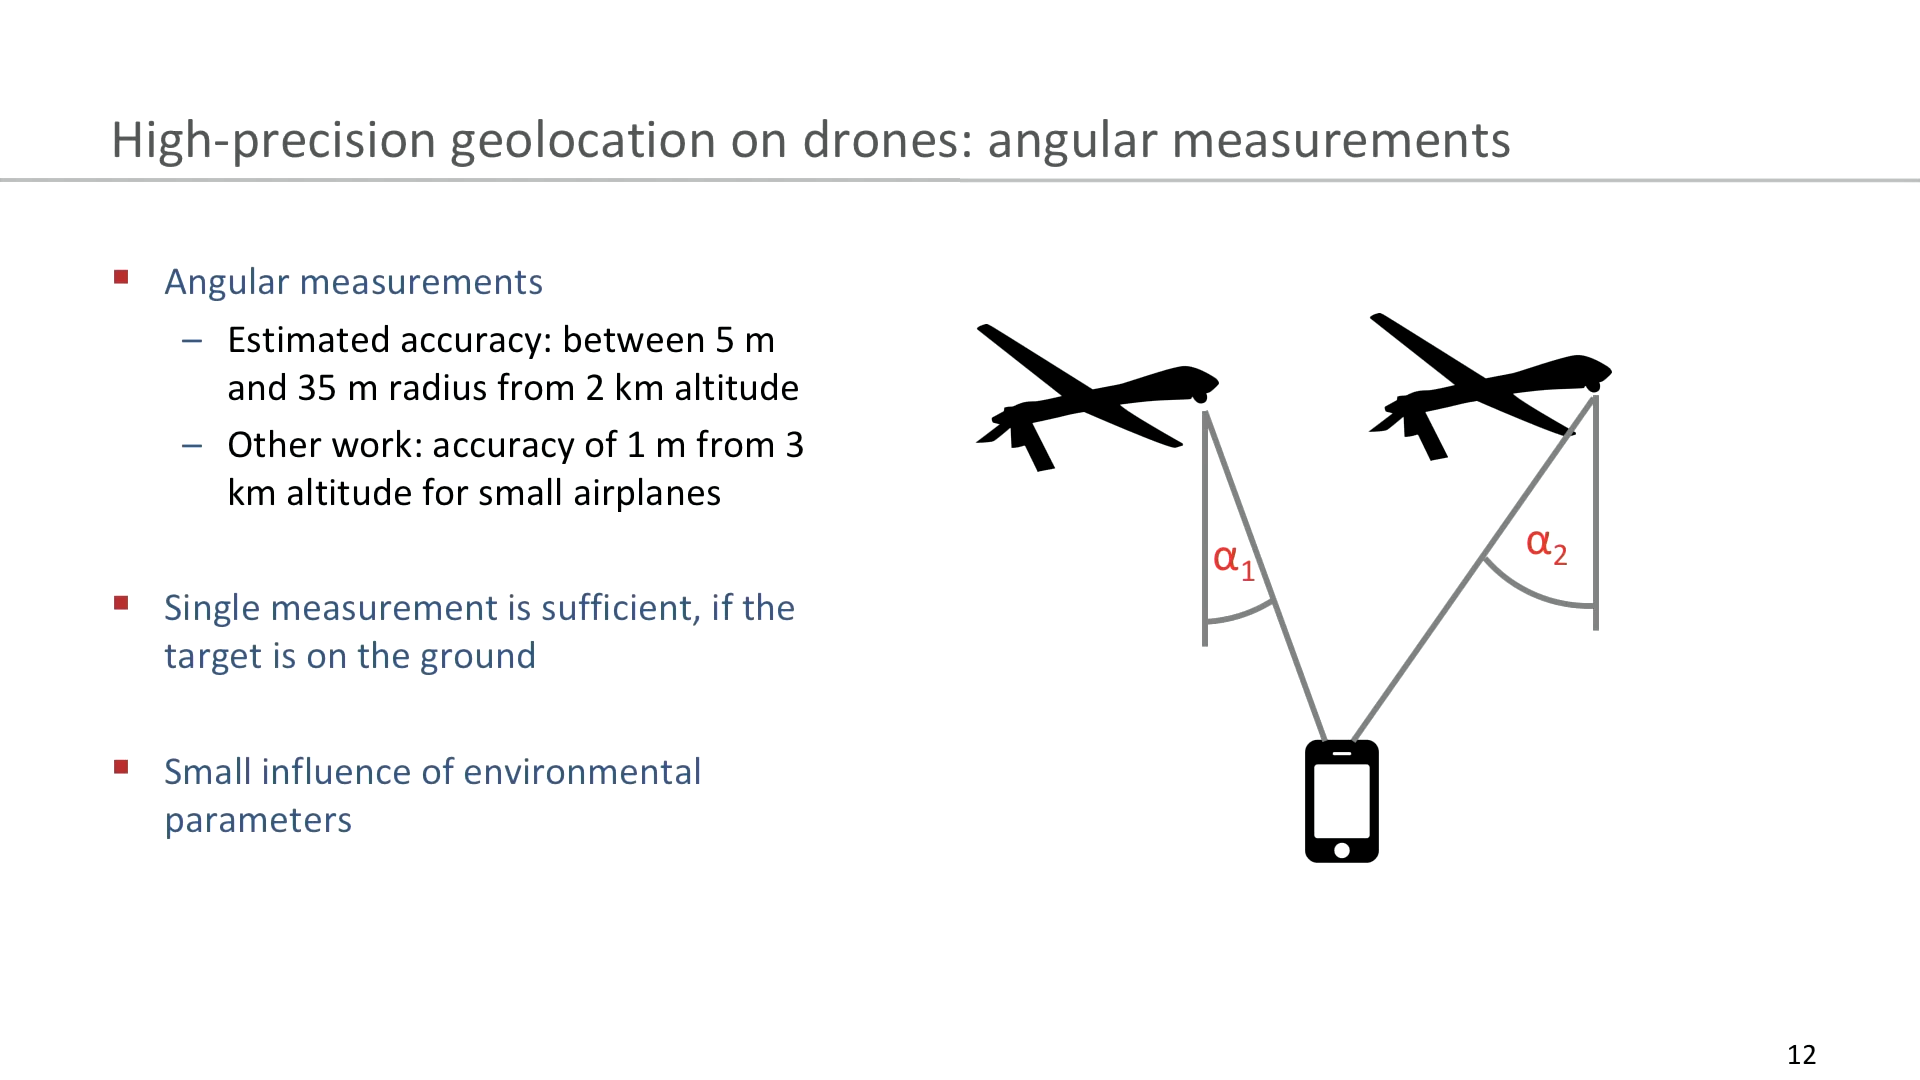 High-precision geolocation on drones: angular measurements
▪ Angular measurements
– Estimated accuracy: between 5 m
and 35 m radius from 2 km altitude
– Other work: accuracy of 1 m from 3
km altitude for small airplanes
▪ Single measurement is sufficient, if the
target is on the ground
▪ Small influence of environmental
parameters
α₁
α₂
12